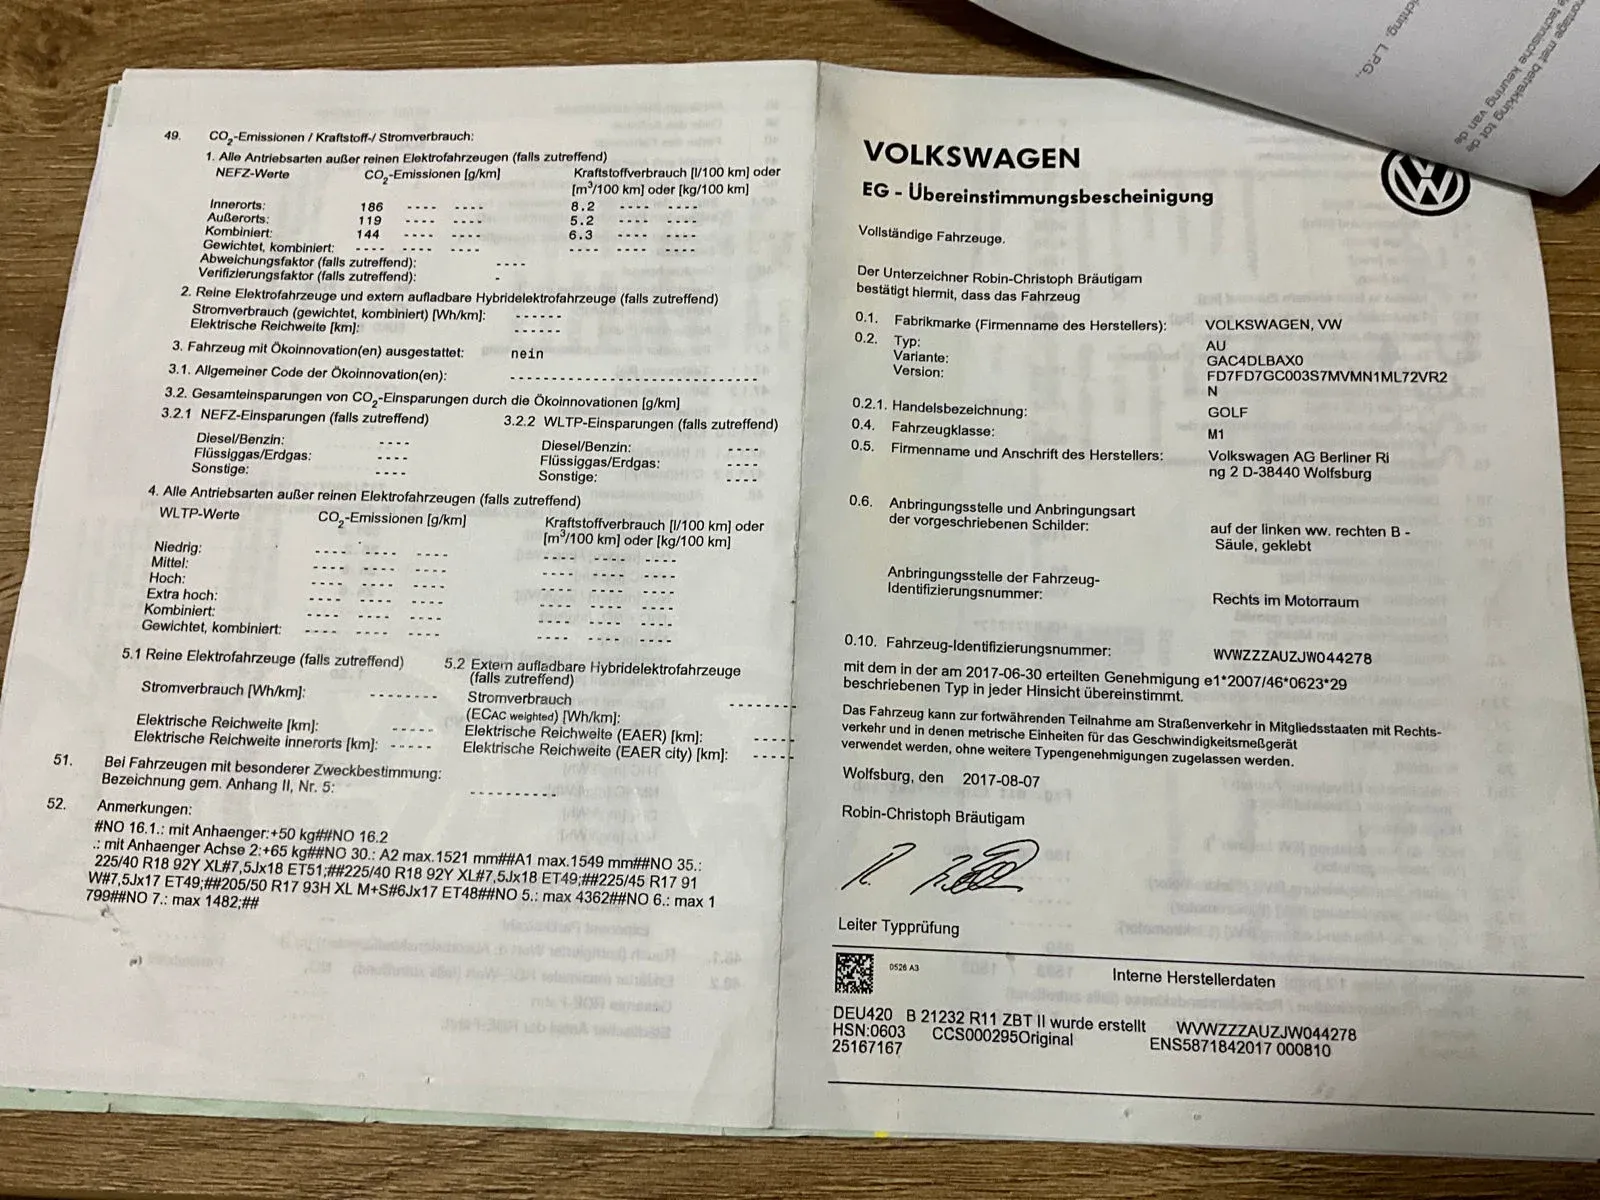 49. CO2-Emissionen / Kraftstoff-/ Stromverbrauch:
1. Alle Antriebsarten außer reinen Elektrofahrzeugen (falls zutreffend)
NEFZ-Werte CO2-Emissionen [g/km] Kraftstoffverbrauch [l/100 km] oder
[m³/100 km] oder [kg/100 km]
Innerorts: 186 ---- ---- 8.2 ---- ----
Außerorts: 119 ---- ---- 5.2 ---- ----
Kombiniert: 144 ---- ---- 6.3 ---- ----
Gewichtet, kombiniert: ---- ---- ---- ---- ---- ----
Abweichungsfaktor (falls zutreffend): ----
Verifizierungsfaktor (falls zutreffend): -
2. Reine Elektrofahrzeuge und extern aufladbare Hybridelektrofahrzeuge (falls zutreffend)
Stromverbrauch (gewichtet, kombiniert) [Wh/km]: ------
Elektrische Reichweite [km]: ------
3. Fahrzeug mit Ökoinnovation(en) ausgestattet: nein
3.1. Allgemeiner Code der Ökoinnovation(en): ------------------------------
3.2. Gesamteinsparungen von CO2-Einsparungen durch die Ökoinnovationen [g/km]
3.2.1 NEFZ-Einsparungen (falls zutreffend) 3.2.2 WLTP-Einsparungen (falls zutreffend)
Diesel/Benzin: ---- Diesel/Benzin: ----
Flüssiggas/Erdgas: ---- Flüssiggas/Erdgas: ----
Sonstige: ---- Sonstige: ----
4. Alle Antriebsarten außer reinen Elektrofahrzeugen (falls zutreffend)
WLTP-Werte CO2-Emissionen [g/km] Kraftstoffverbrauch [l/100 km] oder
[m³/100 km] oder [kg/100 km]
Niedrig: ---- ---- ---- ---- ---- ----
Mittel: ---- ---- ---- ---- ---- ----
Hoch: ---- ---- ---- ---- ---- ----
Extra hoch: ---- ---- ---- ---- ---- ----
Kombiniert: ---- ---- ---- ---- ---- ----
Gewichtet, kombiniert: ---- ---- ---- ---- ---- ----
5.1 Reine Elektrofahrzeuge (falls zutreffend) 5.2 Extern aufladbare Hybridelektrofahrzeuge
(falls zutreffend)
Stromverbrauch [Wh/km]: -------- Stromverbrauch
(ECAC weighted) [Wh/km]: --------
Elektrische Reichweite [km]: ----- Elektrische Reichweite (EAER) [km]: -----
Elektrische Reichweite innerorts [km]: ----- Elektrische Reichweite (EAER city) [km]: -----
51. Bei Fahrzeugen mit besonderer Zweckbestimmung:
Bezeichnung gem. Anhang II, Nr. 5: ----------
52. Anmerkungen:
#NO 16.1.: mit Anhaenger:+50 kg##NO 16.2
.: mit Anhaenger Achse 2:+65 kg##NO 30.: A2 max.1521 mm##A1 max.1549 mm##NO 35.:
225/40 R18 92Y XL#7,5Jx18 ET51;##225/40 R18 92Y XL#7,5Jx18 ET49;##225/45 R17 91
W#7,5Jx17 ET49;##205/50 R17 93H XL M+S#6Jx17 ET48##NO 5.: max 4362##NO 6.: max 1
799##NO 7.: max 1482;##
VOLKSWAGEN
EG - Übereinstimmungsbescheinigung
Vollständige Fahrzeuge.
Der Unterzeichner Robin-Christoph Bräutigam
bestätigt hiermit, dass das Fahrzeug
0.1. Fabrikmarke (Firmenname des Herstellers): VOLKSWAGEN, VW
0.2. Typ: AU
Variante: GAC4DLBAX0
Version: FD7FD7GC003S7MVMN1ML72VR2
N
0.2.1. Handelsbezeichnung: GOLF
0.4. Fahrzeugklasse: M1
0.5. Firmenname und Anschrift des Herstellers: Volkswagen AG Berliner Ri
ng 2 D-38440 Wolfsburg
0.6. Anbringungsstelle und Anbringungsart
der vorgeschriebenen Schilder: auf der linken ww. rechten B -
Säule, geklebt
Anbringungsstelle der Fahrzeug-
Identifizierungsnummer: Rechts im Motorraum
0.10. Fahrzeug-Identifizierungsnummer: WVWZZZAUZJW044278
mit dem in der am 2017-06-30 erteilten Genehmigung e1*2007/46*0623*29
beschriebenen Typ in jeder Hinsicht übereinstimmt.
Das Fahrzeug kann zur fortwährenden Teilnahme am Straßenverkehr in Mitgliedsstaaten mit Rechts-
verkehr und in denen metrische Einheiten für das Geschwindigkeitsmeßgerät
verwendet werden, ohne weitere Typengenehmigungen zugelassen werden.
Wolfsburg, den 2017-08-07
Robin-Christoph Bräutigam
Leiter Typprüfung
0526 A3 Interne Herstellerdaten
DEU420 B 21232 R11 ZBT II wurde erstellt WVWZZZAUZJW044278
HSN:0603 CCS000295Original ENS5871842017 000810
25167167
montage met betrekking tot de
technische keuring van de
L.P.G.,